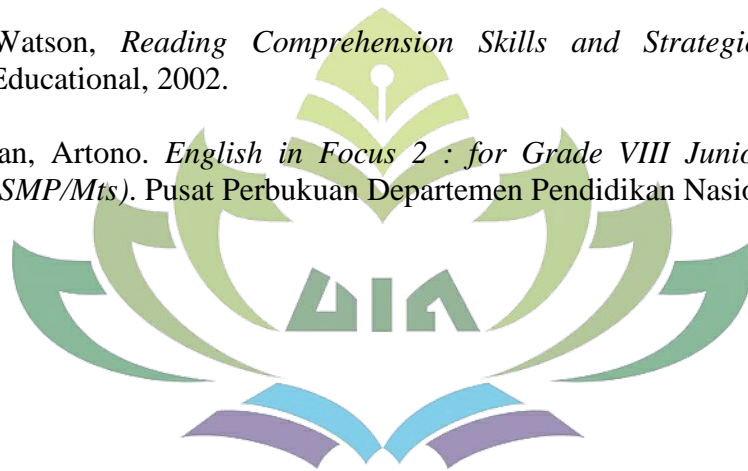 Watson, Reading Comprehension Skills and Strategi
Educational, 2002.
an, Artono. English in Focus 2 : for Grade VIII Junio
SMP/Mts). Pusat Perbukuan Departemen Pendidikan Nasio
UIN